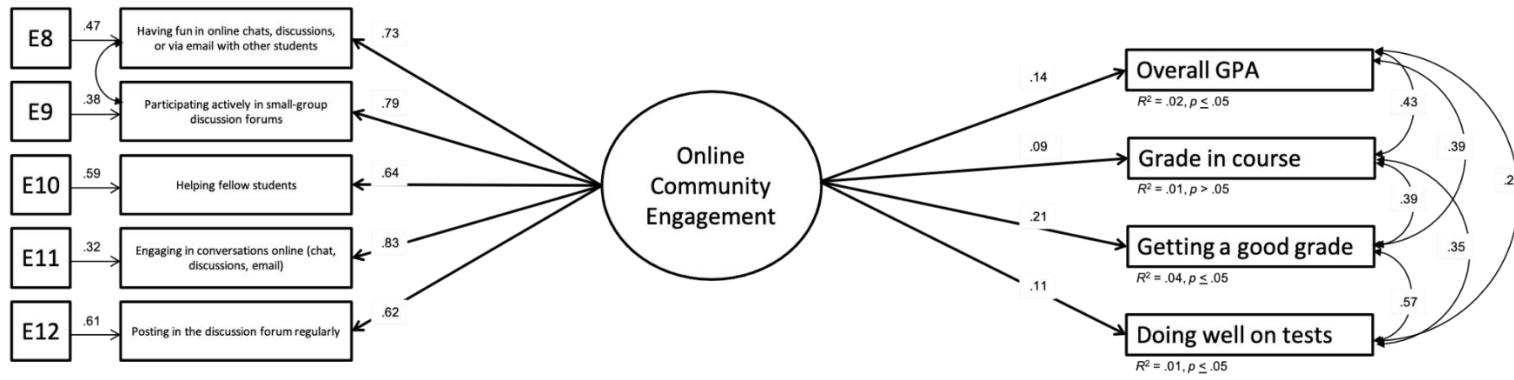 E8
.47
Having fun in online chats, discussions,
or via email with other students
.73
E9
.38
Participating actively in small-group
discussion forums
.79
E10
.59
Helping fellow students
.64
E11
.32
Engaging in conversations online (chat,
discussions, email)
.83
E12
.61
Posting in the discussion forum regularly
.62
Online
Community
Engagement
.14
Overall GPA
R² = .02, p ≤ .05
.09
Grade in course
R² = .01, p > .05
.21
Getting a good grade
R² = .04, p ≤ .05
.11
Doing well on tests
R² = .01, p ≤ .05
.43
.39
.39
.35
.57